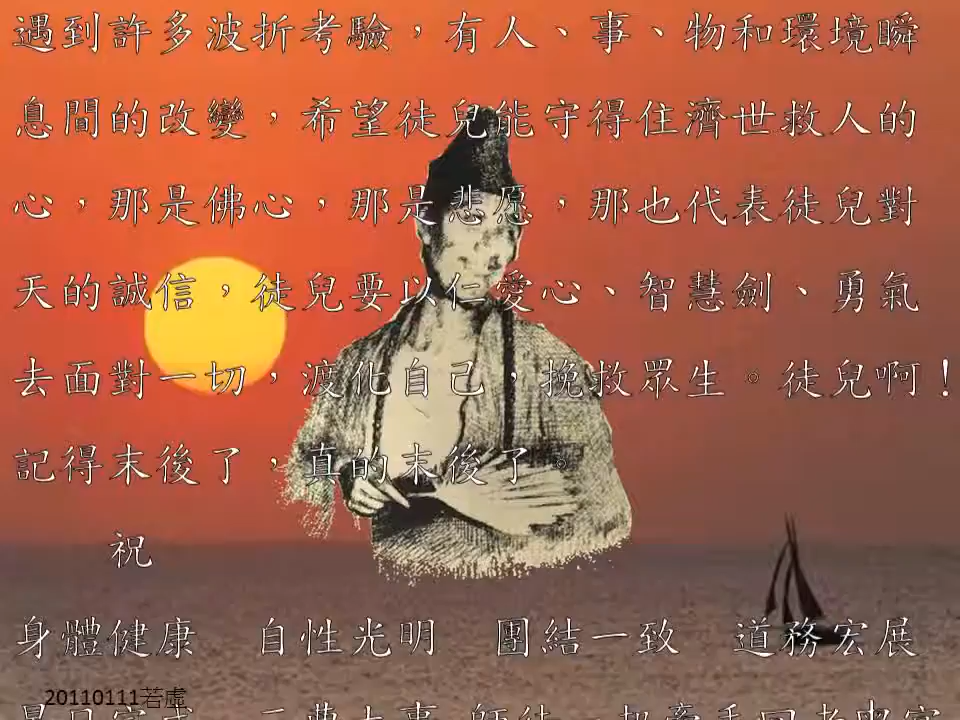 遇到許多波折考驗，有人、事、物和環境瞬
息間的改變，希望徒兒能守得住濟世救人的
心，那是佛心，那是悲愿，那也代表徒兒對
天的誠信，徒兒要以仁愛心、智慧劍、勇氣
去面對一切，渡化自己，挽救眾生。徒兒啊！
記得末後了，真的末後了。
祝
身體健康　自性光明　團結一致　道務宏展
20110111若虛